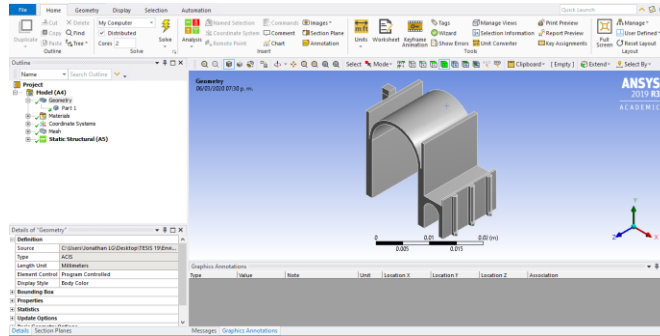 File Home Geometry Display Selection Automation Quick Launch
Duplicate Cut Delete My Computer Named Selection Commands Images Tags Manage Views Print Preview Manage
Copy Find Distributed Solve Analysis Coordinate System Comment Section Plane Units Worksheet Keyframe Animation Wizard Selection Information Report Preview Full Screen User Defined
Paste Tree Cores 2 Remote Point Chart Annotation Show Errors Unit Converter Key Assignments Reset Layout
Outline Solve Insert Tools Layout
Outline
Select Mode Clipboard [ Empty ] Extend Select By
Name Search Outline
Project
Model (A4)
Geometry
Part 1
Materials
Coordinate Systems
Mesh
Static Structural (A5)
Geometry
07:30 p. m.
ANSYS
2019 R3
ACADEMIC
Y
Z
X
0 0.01 0.02 (m)
0.005 0.015
Details of "Geometry"
Definition
Source
Type ACIS
Length Unit Millimeters
Element Control Program Controlled
Display Style Body Color
Bounding Box
Properties
Statistics
Update Options
Details Section Planes
Graphics Annotations
Type Value Note Unit Location X Location Y Location Z Association
Messages Graphics Annotations